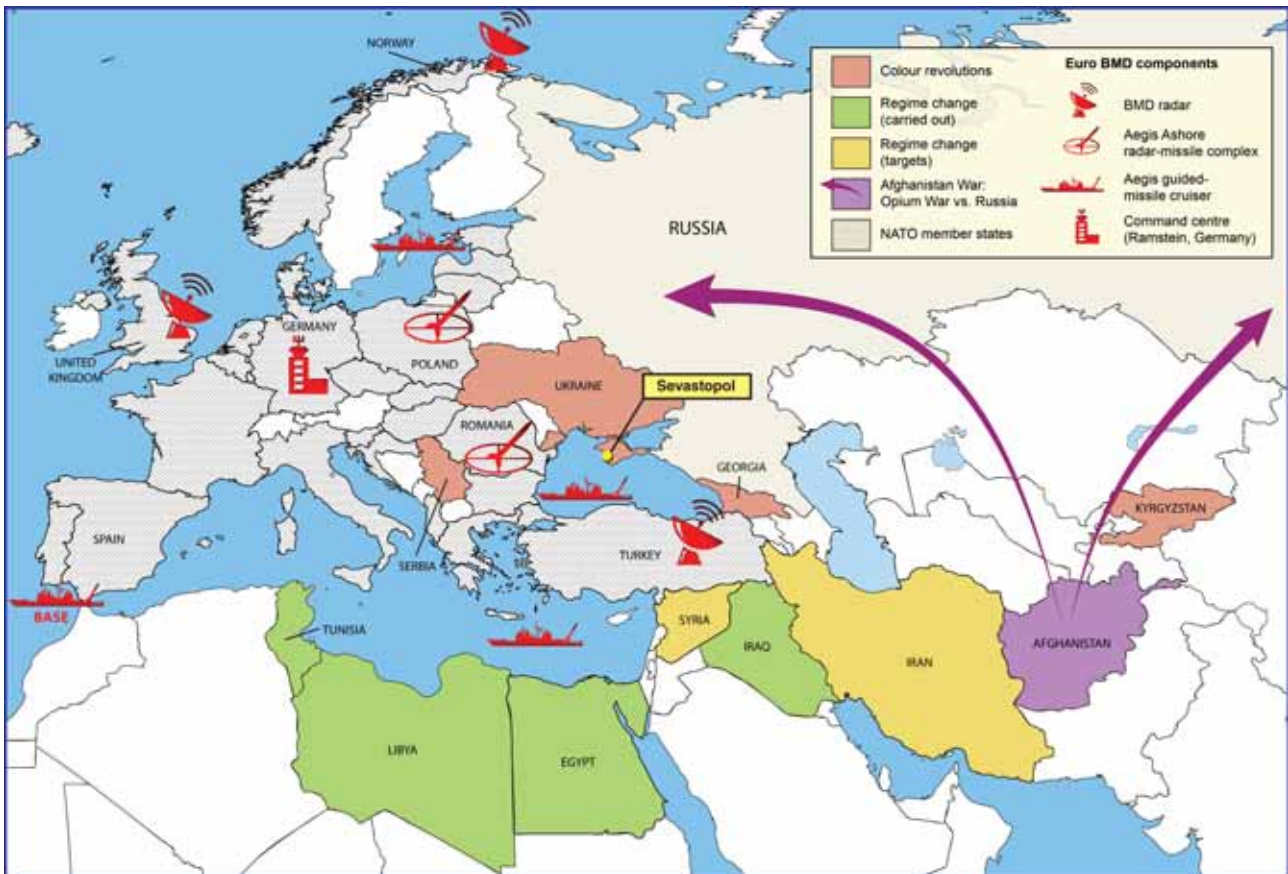 NORWAY
Colour revolutions
Regime change
(carried out)
Regime change
(targets)
Afghanistan War:
Opium War vs. Russia
NATO member states
Euro BMD components
BMD radar
Aegis Ashore
radar-missile complex
Aegis guided-
missile cruiser
Command centre
(Ramstein, Germany)
RUSSIA
GERMANY
UNITED
KINGDOM
POLAND
UKRAINE
Sevastopol
ROMANIA
GEORGIA
KYRGYZSTAN
SPAIN
SERBIA
TURKEY
BASE
TUNISIA
SYRIA
IRAQ
IRAN
AFGHANISTAN
LIBYA
EGYPT